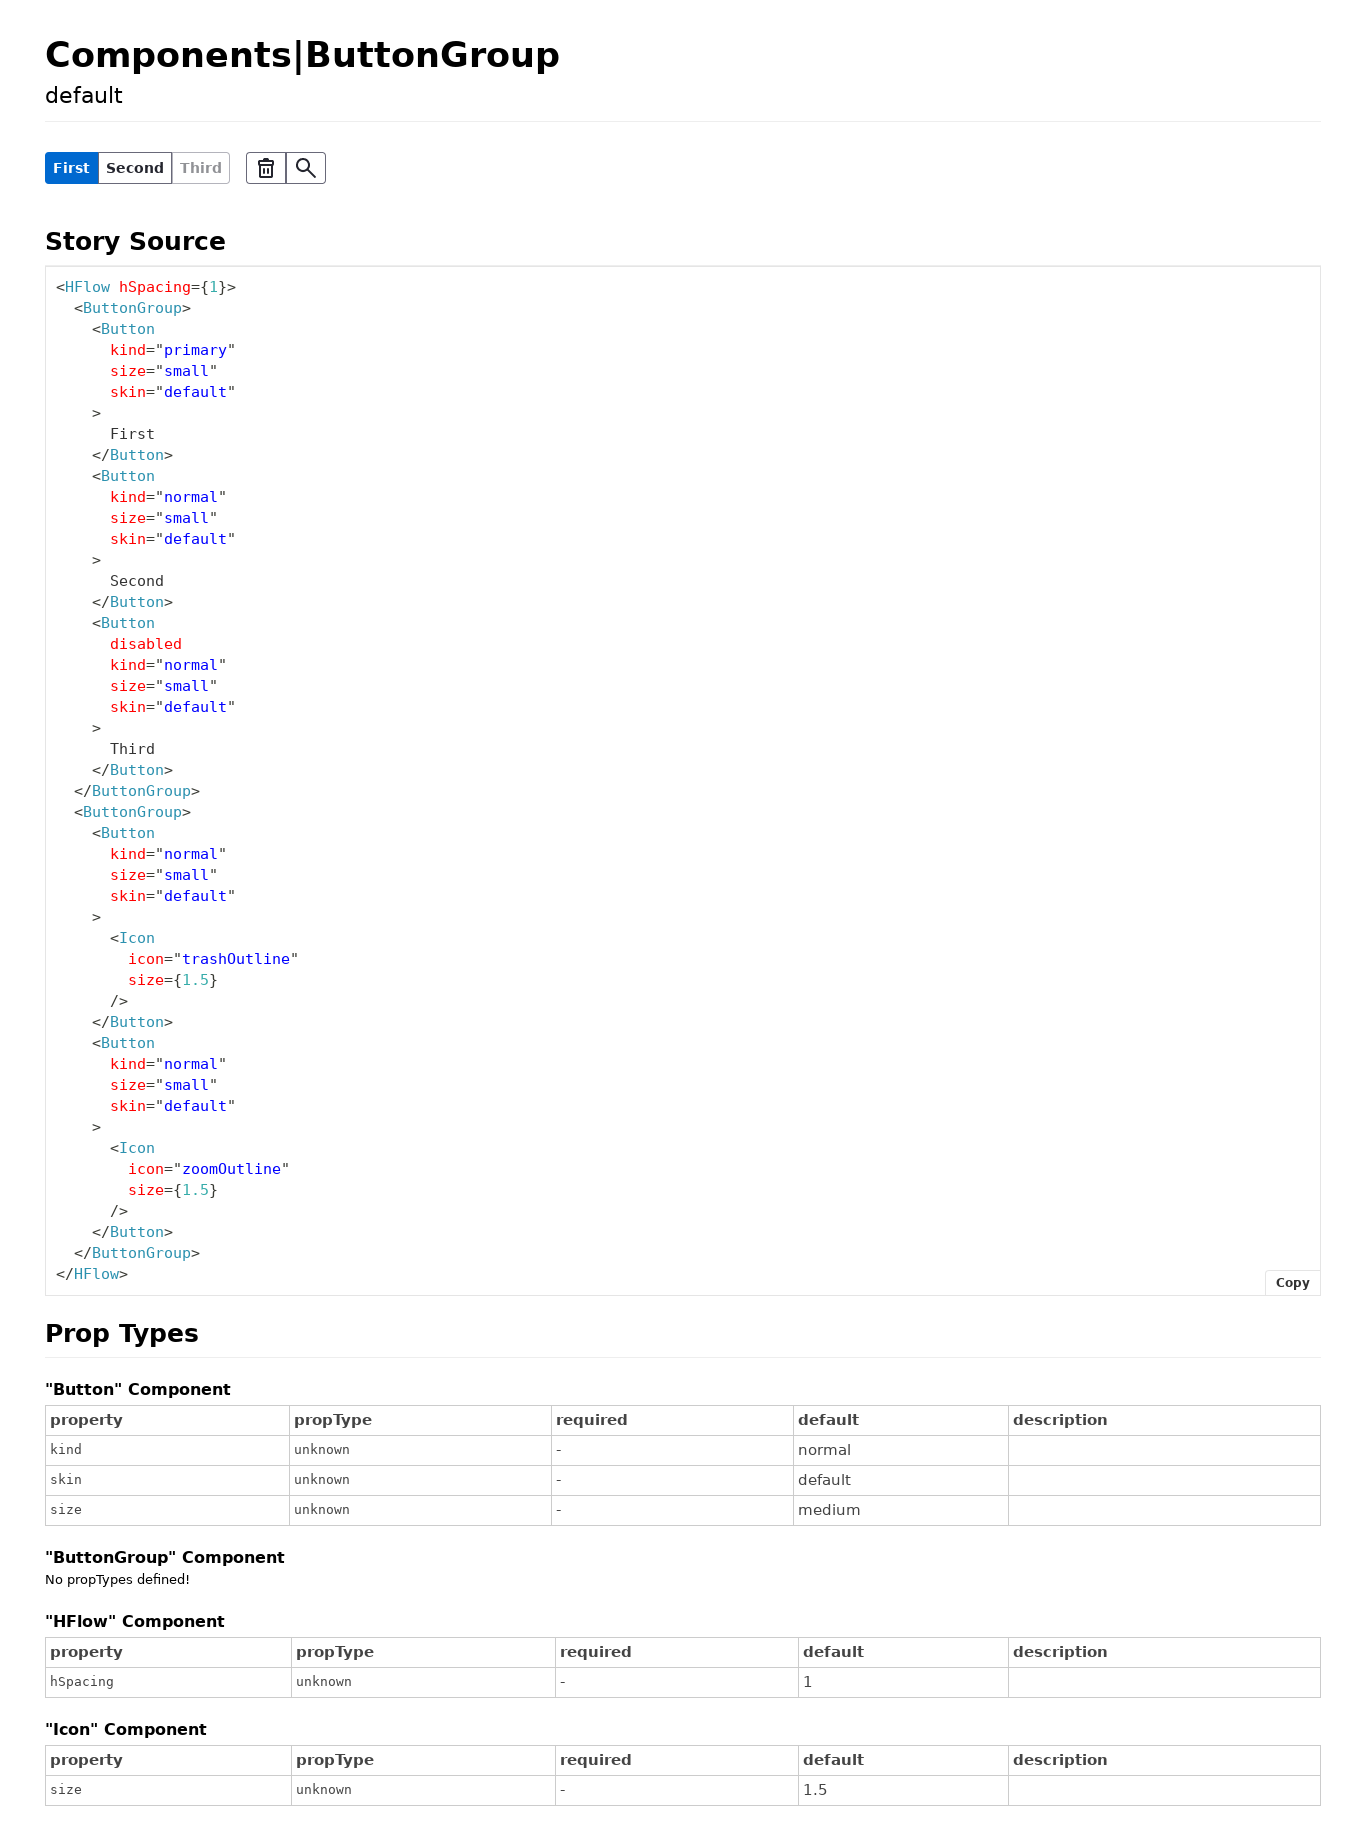 Components|ButtonGroup
default
First Second Third
Story Source
<HFlow hSpacing={1}>
  <ButtonGroup>
    <Button
      kind="primary"
      size="small"
      skin="default"
    >
      First
    </Button>
    <Button
      kind="normal"
      size="small"
      skin="default"
    >
      Second
    </Button>
    <Button
      disabled
      kind="normal"
      size="small"
      skin="default"
    >
      Third
    </Button>
  </ButtonGroup>
  <ButtonGroup>
    <Button
      kind="normal"
      size="small"
      skin="default"
    >
      <Icon
        icon="trashOutline"
        size={1.5}
      />
    </Button>
    <Button
      kind="normal"
      size="small"
      skin="default"
    >
      <Icon
        icon="zoomOutline"
        size={1.5}
      />
    </Button>
  </ButtonGroup>
</HFlow>
Copy
Prop Types
"Button" Component
property propType required default description
kind unknown - normal
skin unknown - default
size unknown - medium
"ButtonGroup" Component
No propTypes defined!
"HFlow" Component
property propType required default description
hSpacing unknown - 1
"Icon" Component
property propType required default description
size unknown - 1.5